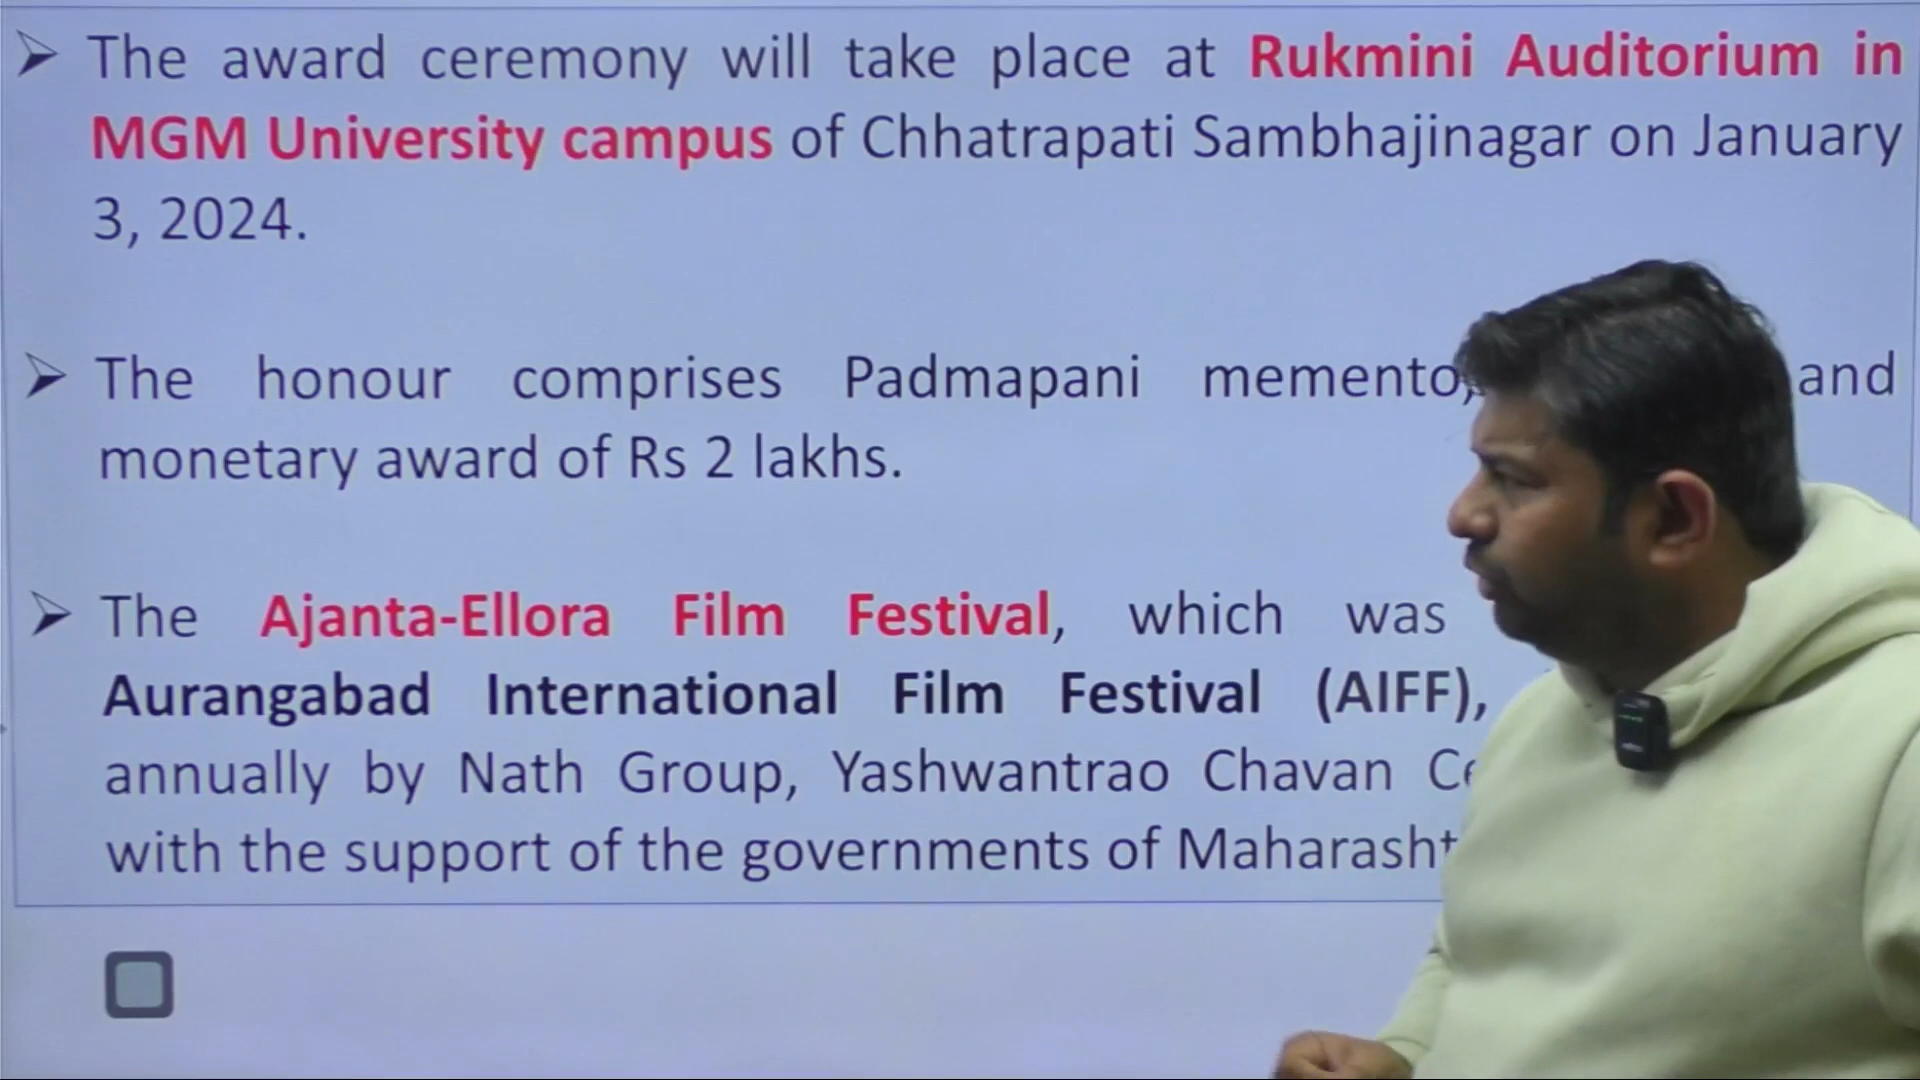 The award ceremony will take place at Rukmini Auditorium in
MGM University campus of Chhatrapati Sambhajinagar on January
3, 2024.
The honour comprises Padmapani memento, and
monetary award of Rs 2 lakhs.
The Ajanta-Ellora Film Festival, which was
Aurangabad International Film Festival (AIFF),
annually by Nath Group, Yashwantrao Chavan
with the support of the governments of